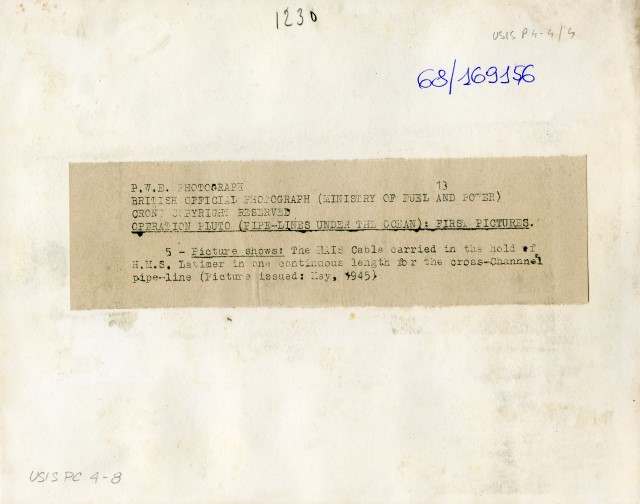 1230
USIS P4-4/4
68/169156
P.W.E. PHOTOGRAPH 13
BRITISH OFFICIAL PHOTOGRAPH (MINISTRY OF FUEL AND POWER)
CROWN COPYRIGHT RESERVED
OPERATION PLUTO (PIPE-LINES UNDER THE OCEAN): FIRST PICTURES.
5 - Picture shows: The HAIS Cable carried in the hold of
H.M.S. Latimer in one continuous length for the cross-Channnel
pipe-line (Picture issued: May, 1945)
USIS PC 4-8